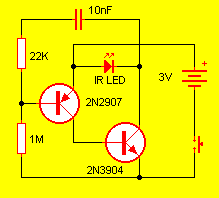 10nF
22K
IR LED
3V
+
2N2907
1M
2N3904